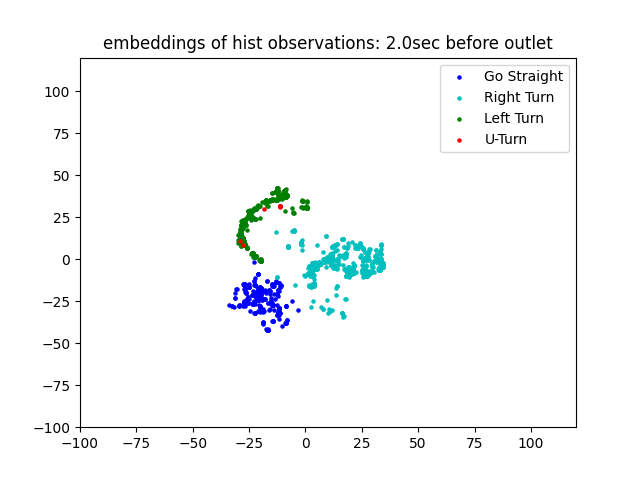 embeddings of hist observations: 2.0sec before outlet
Go Straight
Right Turn
Left Turn
U-Turn
100
75
50
25
0
−25
−50
−75
−100
−100 −75 −50 −25 0 25 50 75 100